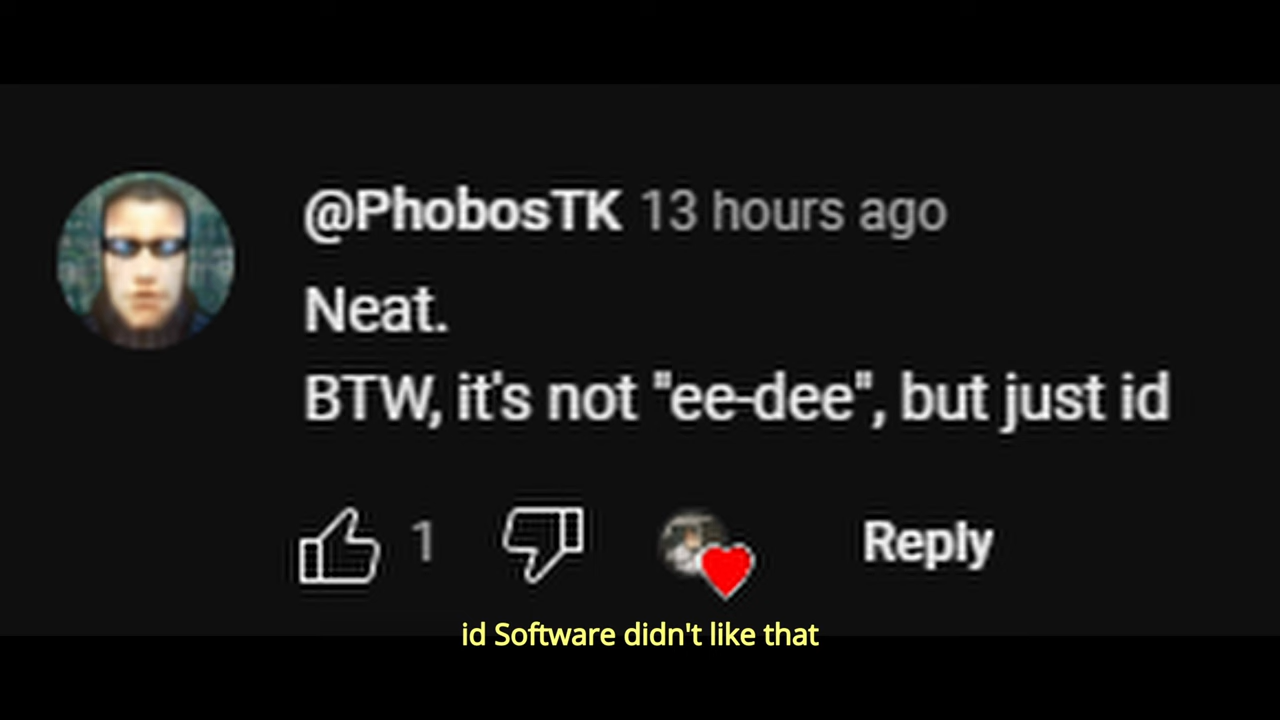 @PhobosTK 13 hours ago
Neat.
BTW, it's not "ee-dee", but just id
1
Reply
id Software didn't like that